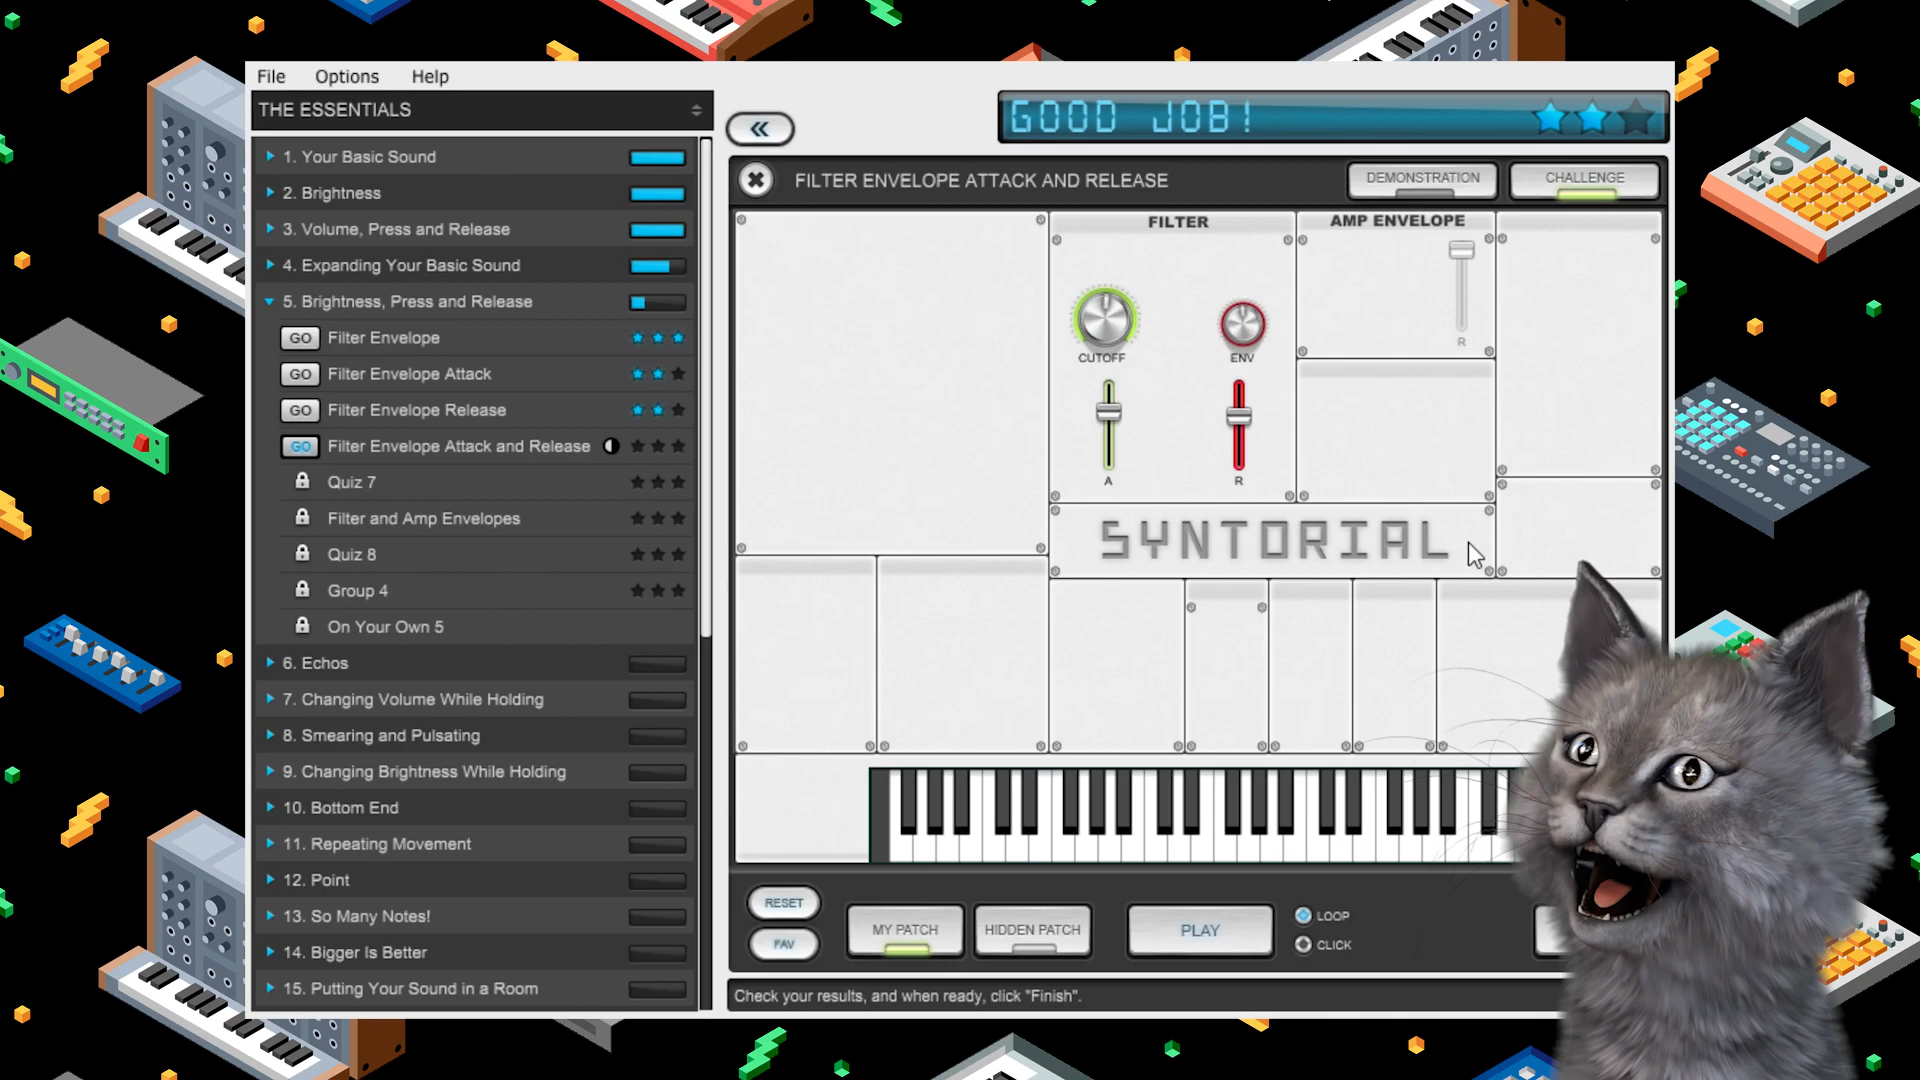 File Options Help
THE ESSENTIALS
1. Your Basic Sound
2. Brightness
3. Volume, Press and Release
4. Expanding Your Basic Sound
5. Brightness, Press and Release
GO Filter Envelope
GO Filter Envelope Attack
GO Filter Envelope Release
GO Filter Envelope Attack and Release
Quiz 7
Filter and Amp Envelopes
Quiz 8
Group 4
On Your Own 5
6. Echos
7. Changing Volume While Holding
8. Smearing and Pulsating
9. Changing Brightness While Holding
10. Bottom End
11. Repeating Movement
12. Point
13. So Many Notes!
14. Bigger Is Better
15. Putting Your Sound in a Room
GOOD JOB!
FILTER ENVELOPE ATTACK AND RELEASE
DEMONSTRATION
CHALLENGE
FILTER
AMP ENVELOPE
CUTOFF
ENV
R
A
R
SYNTORIAL
RESET
FAV
MY PATCH
HIDDEN PATCH
PLAY
LOOP
CLICK
Check your results, and when ready, click "Finish".